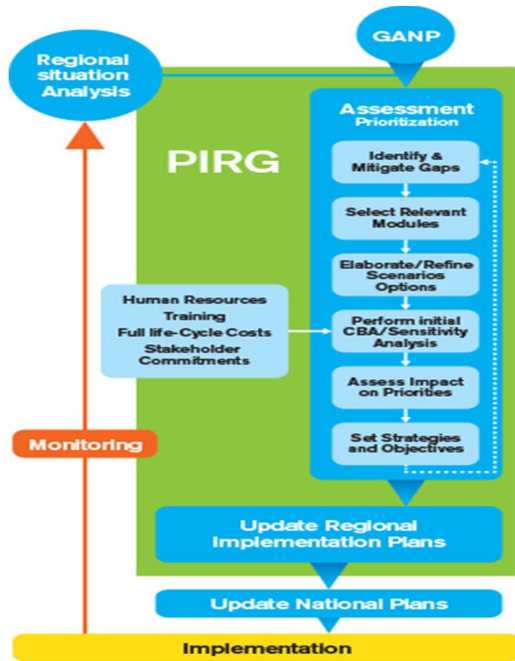 GANP
Regional
situation
Analysis
PIRG
Assessment
Prioritization
Identify &
Mitigate Gaps
Select Relevant
Modules
Elaborate/Refine
Scenarios
Options
Human Resources
Training
Full life-Cycle Costs
Stakeholder
Commitments
Perform initial
CBA/Sensitivity
Analysis
Assess Impact
on Priorities
Set Strategies
and Objectives
Monitoring
Update Regional
Implementation Plans
Update National Plans
Implementation